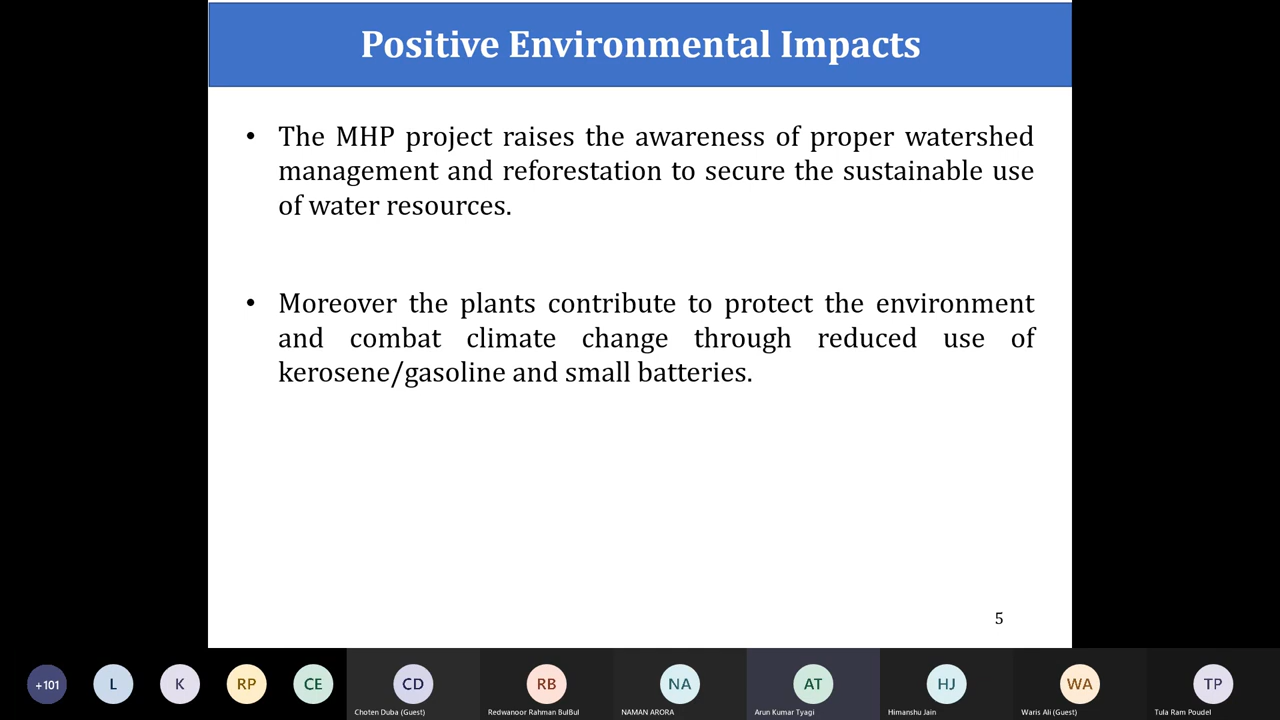 Positive Environmental Impacts
• The MHP project raises the awareness of proper watershed
management and reforestation to secure the sustainable use
of water resources.
• Moreover the plants contribute to protect the environment
and combat climate change through reduced use of
kerosene/gasoline and small batteries.
5
+101 L K RP CE CD RB NA AT HJ WA TP
Choten Duba (Guest) Redwanoor Rahman BulBul NAMAN ARORA Arun Kumar Tyagi Himanshu Jain Waris Ali (Guest) Tula Ram Poudel